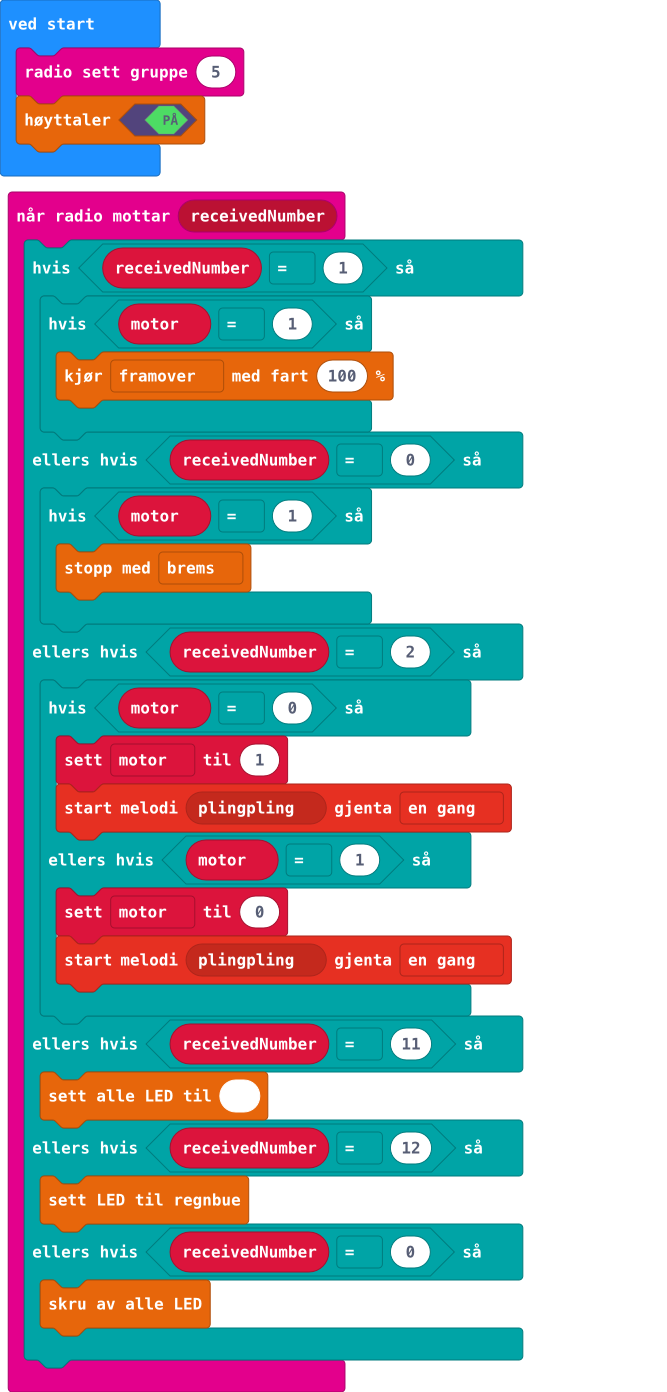 ved start
radio sett gruppe 5
høyttaler PÅ
når radio mottar receivedNumber
hvis receivedNumber = 1 så
hvis motor = 1 så
kjør framover med fart 100 %
ellers hvis receivedNumber = 0 så
hvis motor = 1 så
stopp med brems
ellers hvis receivedNumber = 2 så
hvis motor = 0 så
sett motor til 1
start melodi plingpling gjenta en gang
ellers hvis motor = 1 så
sett motor til 0
start melodi plingpling gjenta en gang
ellers hvis receivedNumber = 11 så
sett alle LED til
ellers hvis receivedNumber = 12 så
sett LED til regnbue
ellers hvis receivedNumber = 0 så
skru av alle LED